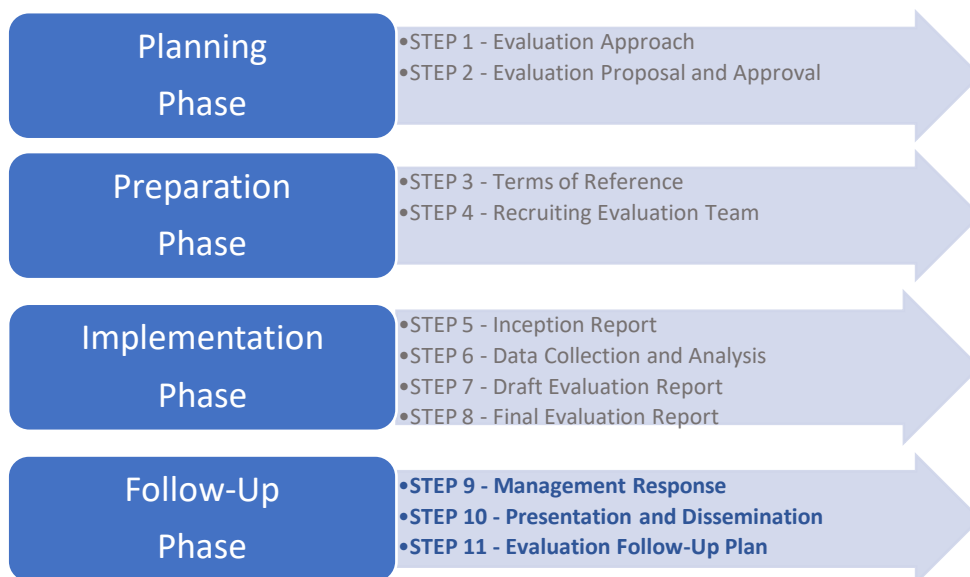 Planning
Phase
•STEP 1 - Evaluation Approach
•STEP 2 - Evaluation Proposal and Approval
Preparation
Phase
•STEP 3 - Terms of Reference
•STEP 4 - Recruiting Evaluation Team
Implementation
Phase
•STEP 5 - Inception Report
•STEP 6 - Data Collection and Analysis
•STEP 7 - Draft Evaluation Report
•STEP 8 - Final Evaluation Report
Follow-Up
Phase
•STEP 9 - Management Response
•STEP 10 - Presentation and Dissemination
•STEP 11 - Evaluation Follow-Up Plan